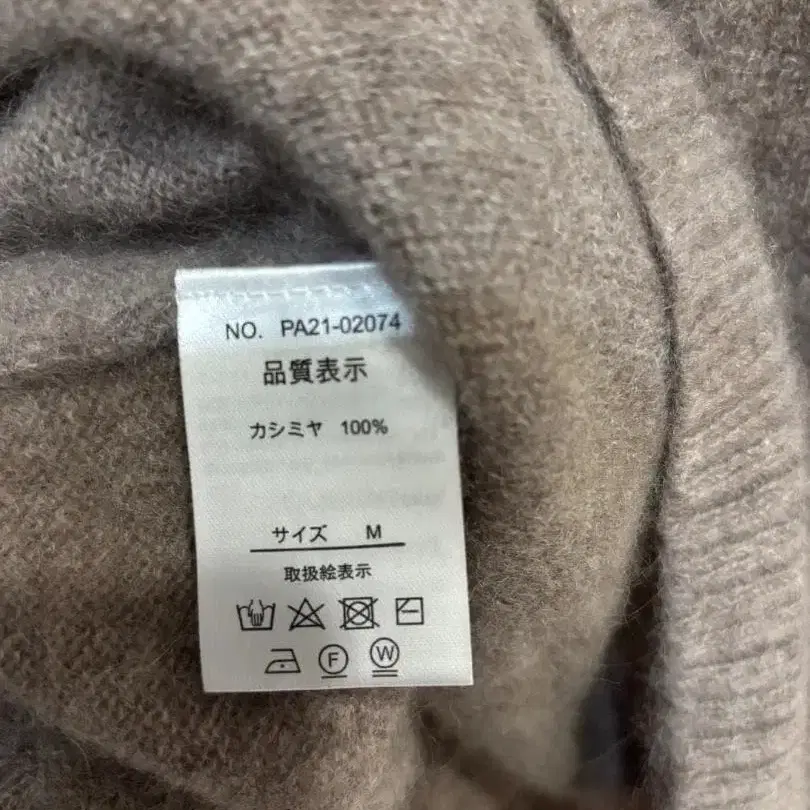 NO. PA21-02074
品質表示
カシミヤ 100%
サイズ M
取扱絵表示
F W